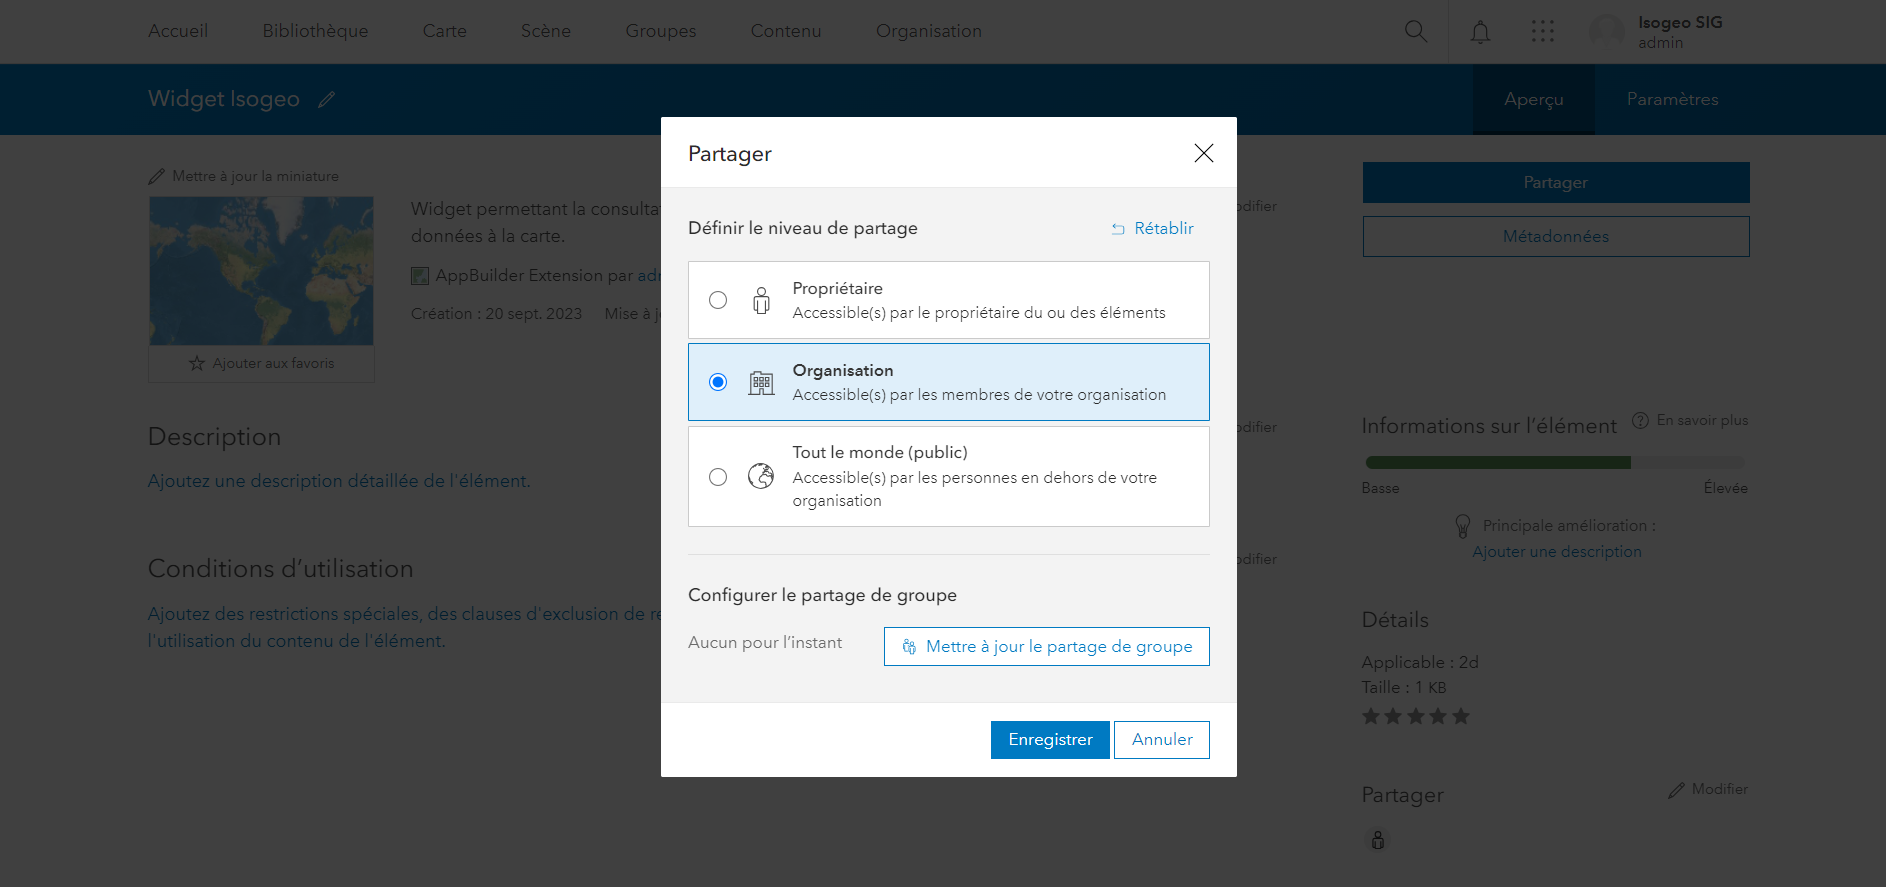 Accueil
Bibliothèque
Carte
Scène
Groupes
Contenu
Organisation
Isogeo SIG
admin
Widget Isogeo
Aperçu
Paramètres
Mettre à jour la miniature
Ajouter aux favoris
Widget permettant la consulta
données à la carte.
AppBuilder Extension par adm
Création : 20 sept. 2023
Mise à jo
odifier
Description
Ajoutez une description détaillée de l'élément.
odifier
Conditions d’utilisation
Ajoutez des restrictions spéciales, des clauses d'exclusion de re
l'utilisation du contenu de l'élément.
odifier
Partager
Définir le niveau de partage
Rétablir
Propriétaire
Accessible(s) par le propriétaire du ou des éléments
Organisation
Accessible(s) par les membres de votre organisation
Tout le monde (public)
Accessible(s) par les personnes en dehors de votre
organisation
Configurer le partage de groupe
Aucun pour l’instant
Mettre à jour le partage de groupe
Enregistrer
Annuler
Partager
Métadonnées
Informations sur l’élément
En savoir plus
Basse
Élevée
Principale amélioration :
Ajouter une description
Détails
Applicable : 2d
Taille : 1 KB
Partager
Modifier